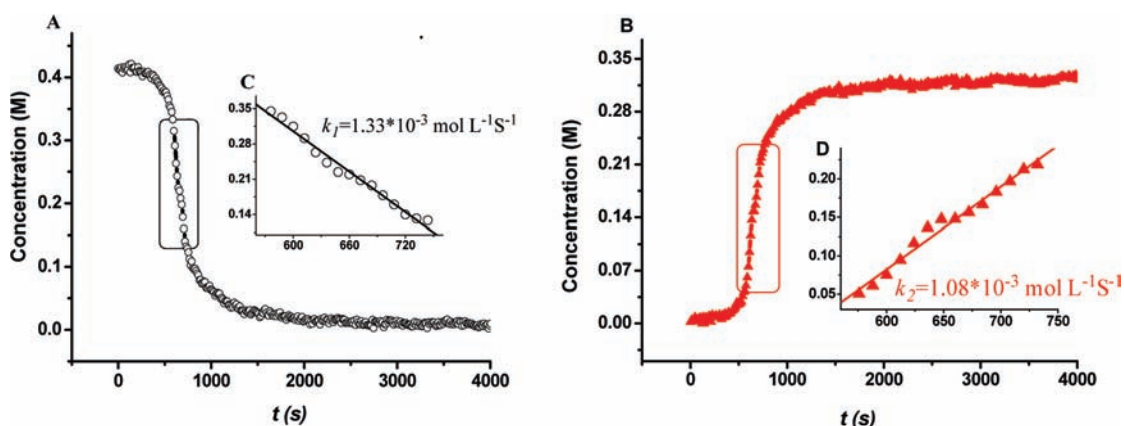 A
Concentration (M)
0.4
0.3
0.2
0.1
0.0
0 1000 2000 3000 4000
t (s)
C
k1=1.33*10-3 mol L-1S-1
0.35
0.28
0.21
0.14
600 660 720
B
Concentration (M)
0.35
0.28
0.21
0.14
0.07
0.00
0 1000 2000 3000 4000
t (s)
D
0.20
0.15
0.10
0.05
k2=1.08*10-3 mol L-1S-1
600 650 700 750